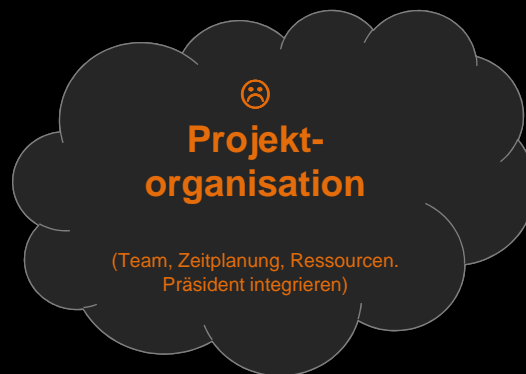 ☹
Projekt-
organisation
(Team, Zeitplanung, Ressourcen.
Präsident integrieren)